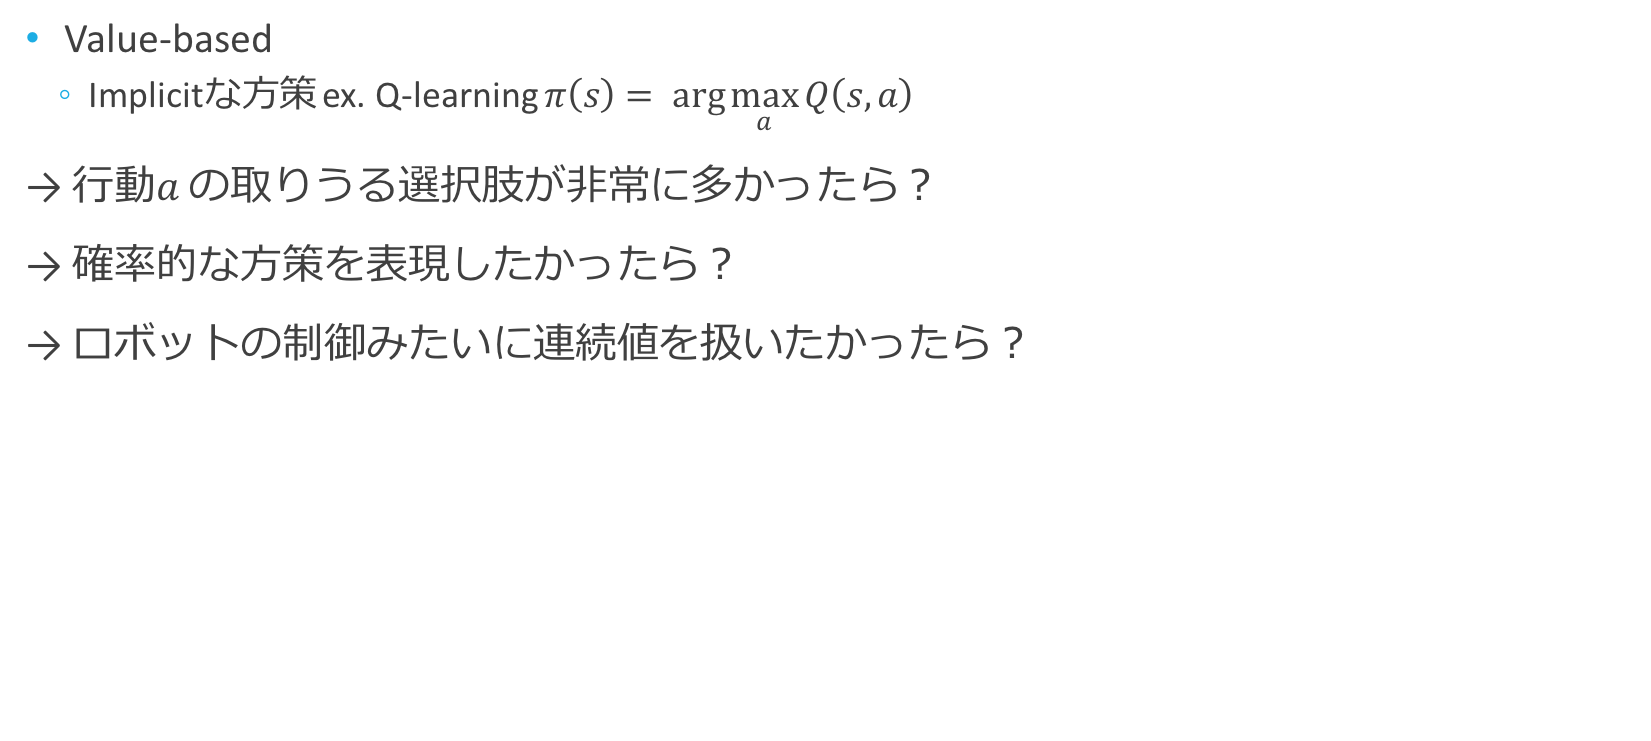 • Value-based
◦ Implicitな方策 ex. Q-learning π(s) = arg max_a Q(s, a)
→ 行動a の取りうる選択肢が非常に多かったら？
→ 確率的な方策を表現したかったら？
→ ロボットの制御みたいに連続値を扱いたかったら？